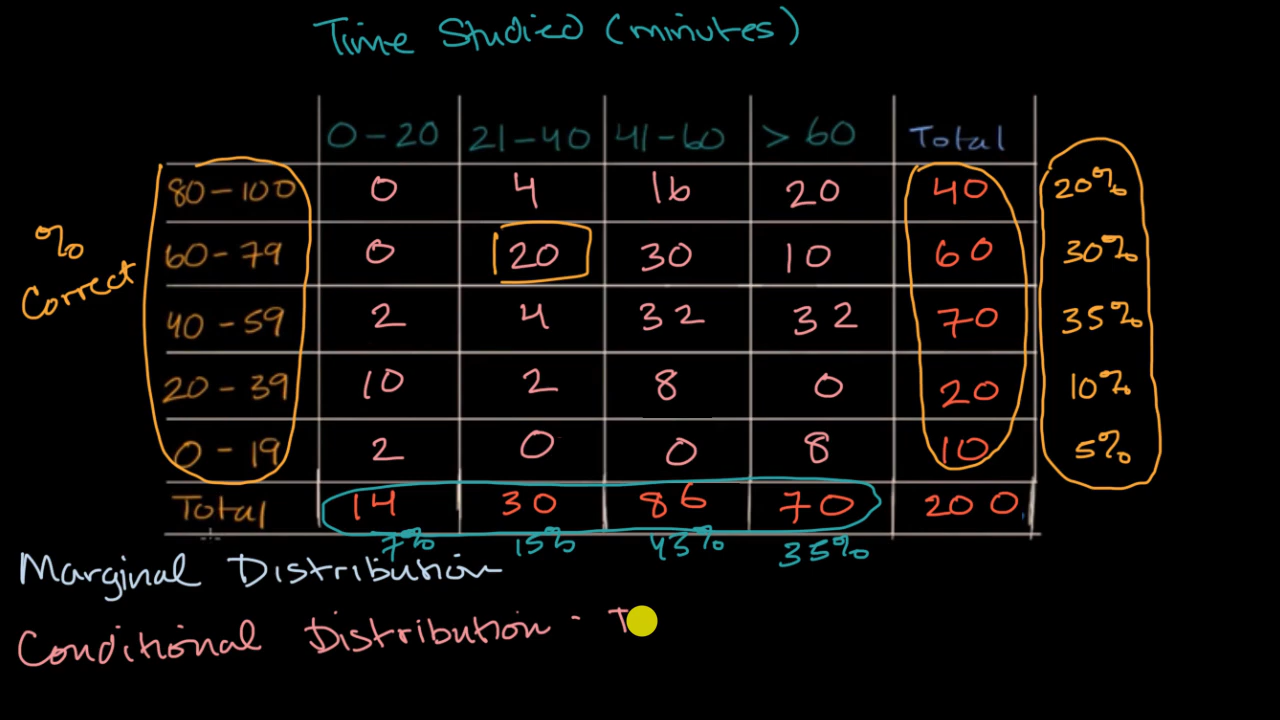 Time Studied (minutes)
0-20 21-40 41-60 >60 Total
80-100 0 4 16 20 40 20%
60-79 0 20 30 10 60 30%
40-59 2 4 32 32 70 35%
20-39 10 2 8 0 20 10%
0-19 2 0 0 8 10 5%
Total 14 30 86 70 200
7% 15% 43% 35%
%
Correct
Marginal Distribution
Conditional Distribution - T